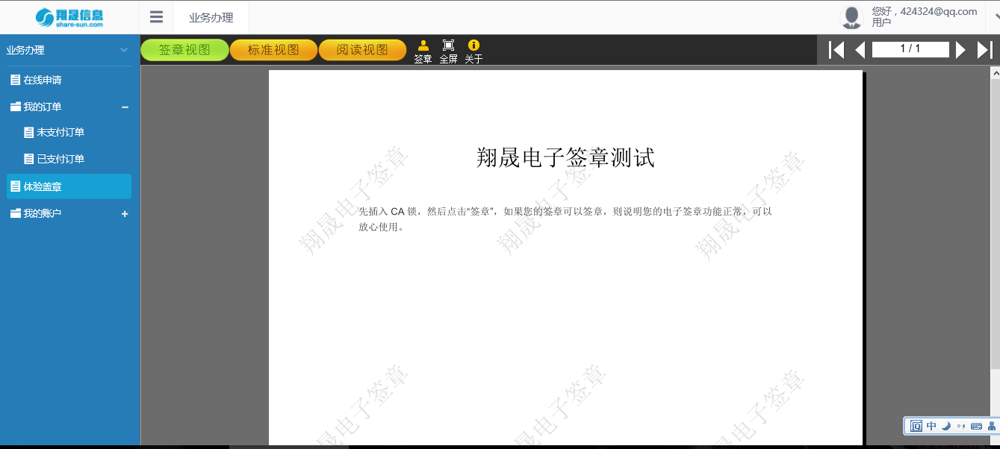 翔晟信息
share-sun.com
业务办理
您好，424324@qq.com
用户
业务办理
在线申请
我的订单
未支付订单
已支付订单
体验盖章
我的账户
签章视图
标准视图
阅读视图
签章
全屏
关于
1 / 1
翔晟电子签章测试
先插入 CA 锁，然后点击“签章”，如果您的签章可以签章，则说明您的电子签章功能正常，可以
放心使用。
翔晟电子签章
翔晟电子签章
翔晟电子签章
翔晟电子签章
翔晟电子签章
翔晟电子签章
中